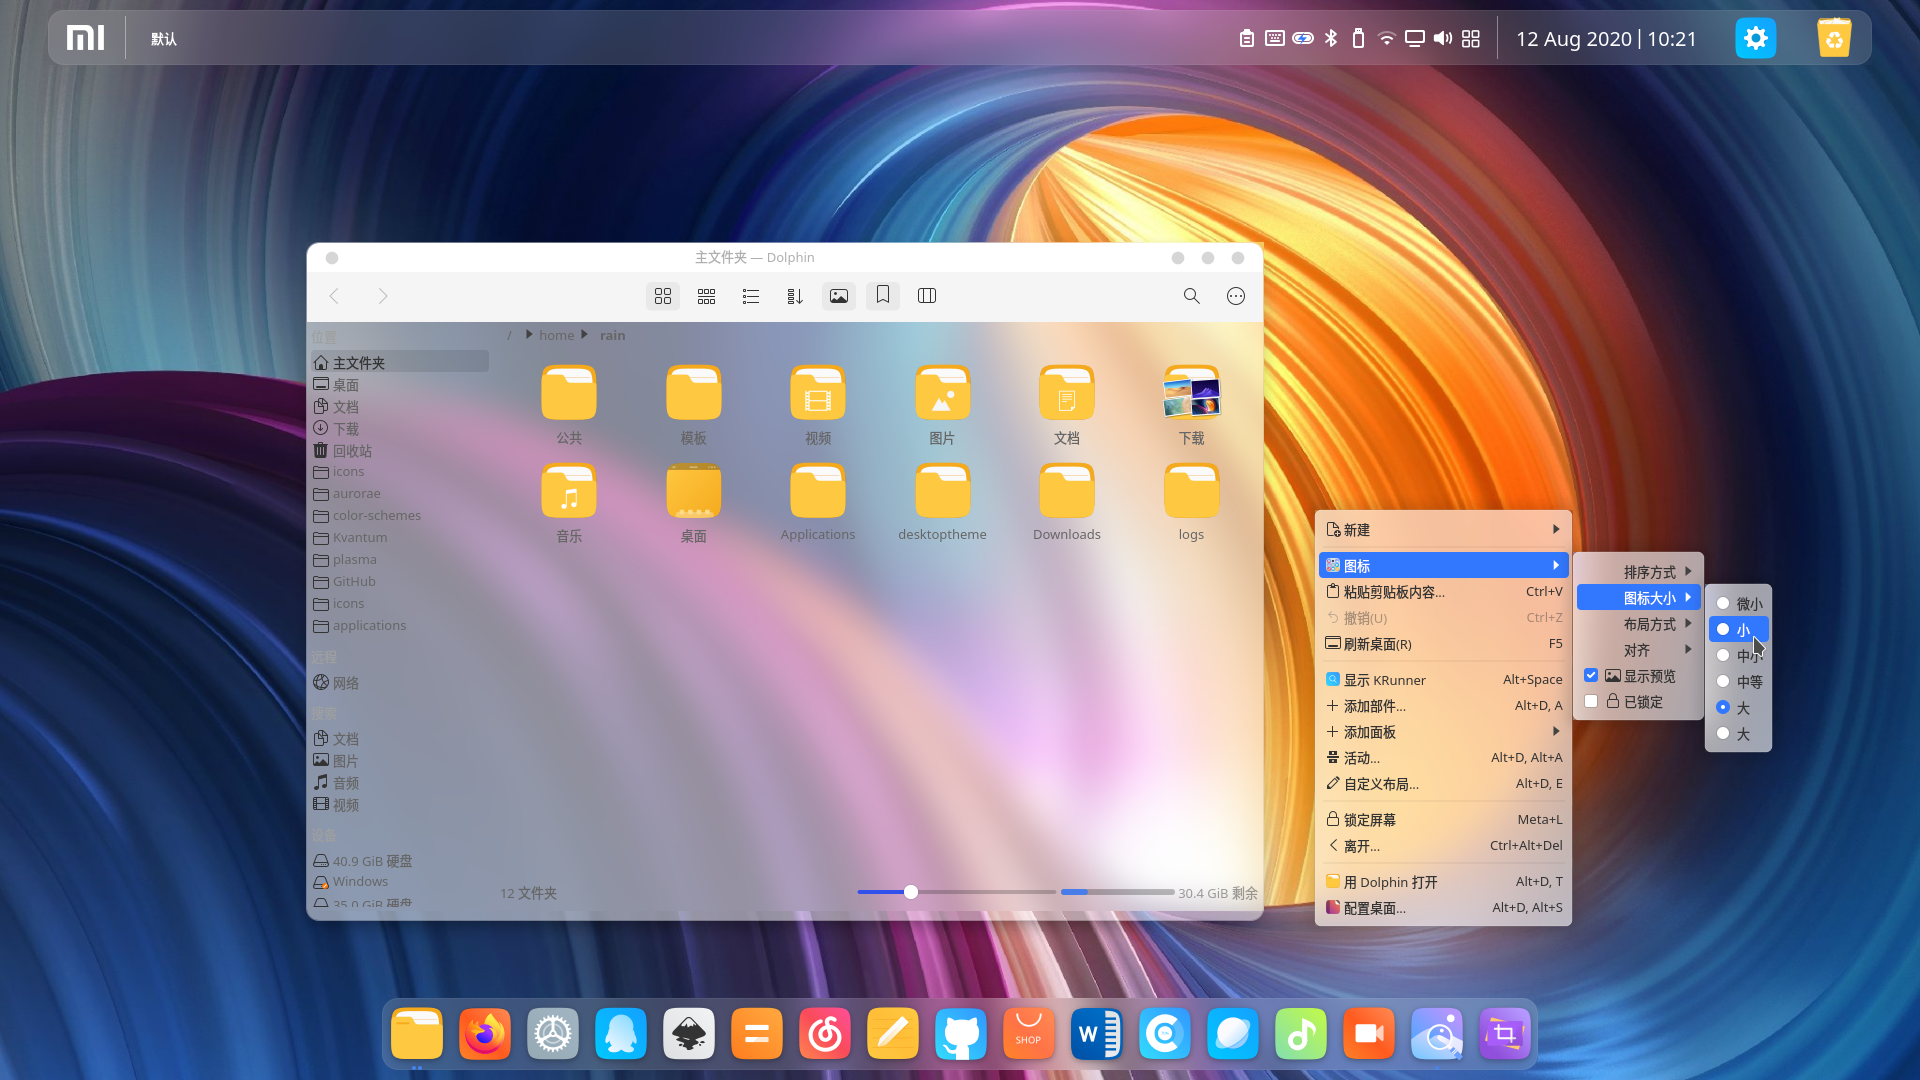 mi
默认
12 Aug 2020 | 10:21
主文件夹 — Dolphin
/ home rain
位置
主文件夹
桌面
文档
下载
回收站
icons
aurorae
color-schemes
Kvantum
plasma
GitHub
icons
applications
远程
网络
搜索
文档
图片
音频
视频
设备
40.9 GiB 硬盘
Windows
35.0 GiB 硬盘
公共 模板 视频 图片 文档 下载
音乐 桌面 Applications desktoptheme Downloads logs
12 文件夹
30.4 GiB 剩余
新建
图标
粘贴剪贴板内容... Ctrl+V
撤销(U) Ctrl+Z
刷新桌面(R) F5
显示 KRunner Alt+Space
添加部件... Alt+D, A
添加面板
活动... Alt+D, Alt+A
自定义布局... Alt+D, E
锁定屏幕 Meta+L
离开... Ctrl+Alt+Del
用 Dolphin 打开 Alt+D, T
配置桌面... Alt+D, Alt+S
排序方式
图标大小
布局方式
对齐
显示预览
已锁定
微小
小
中小
中等
大
大
SHOP
W